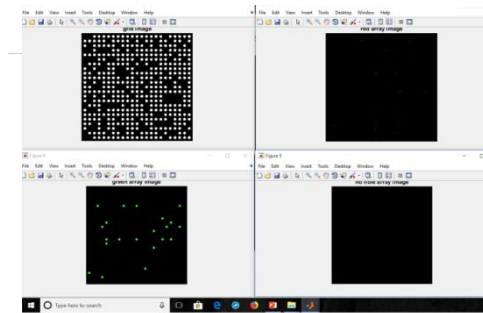 File Edit View Insert Tools Desktop Window Help
grid image
File Edit View Insert Tools Desktop Window Help
red array image
Figure 4
File Edit View Insert Tools Desktop Window Help
green array image
Figure 5
File Edit View Insert Tools Desktop Window Help
array image
Type here to search